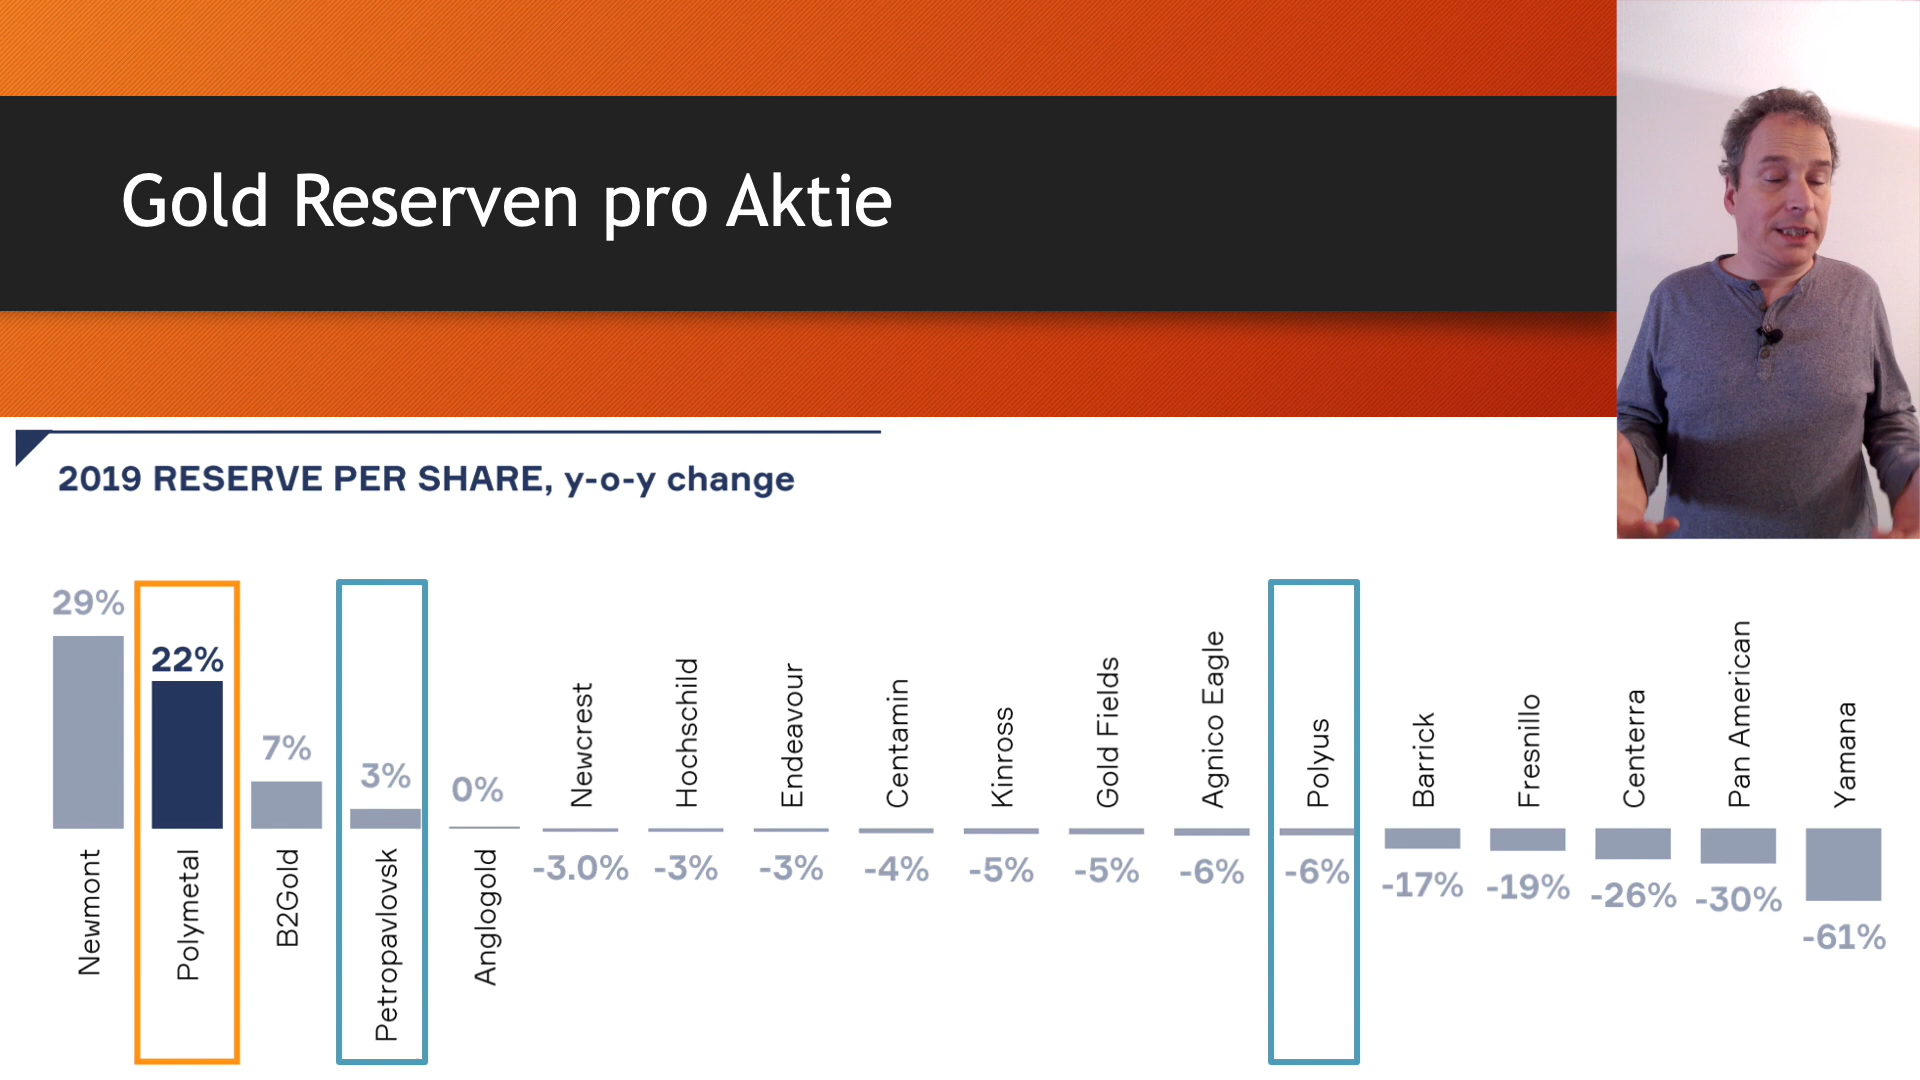 Gold Reserven pro Aktie
2019 RESERVE PER SHARE, y-o-y change
29%
22%
7%
3%
0%
Newmont
Polymetal
B2Gold
Petropavlovsk
Anglogold
Newcrest
Hochschild
Endeavour
Centamin
Kinross
Gold Fields
Agnico Eagle
Polyus
Barrick
Fresnillo
Centerra
Pan American
Yamana
-3.0%
-3%
-3%
-4%
-5%
-5%
-6%
-6%
-17%
-19%
-26%
-30%
-61%